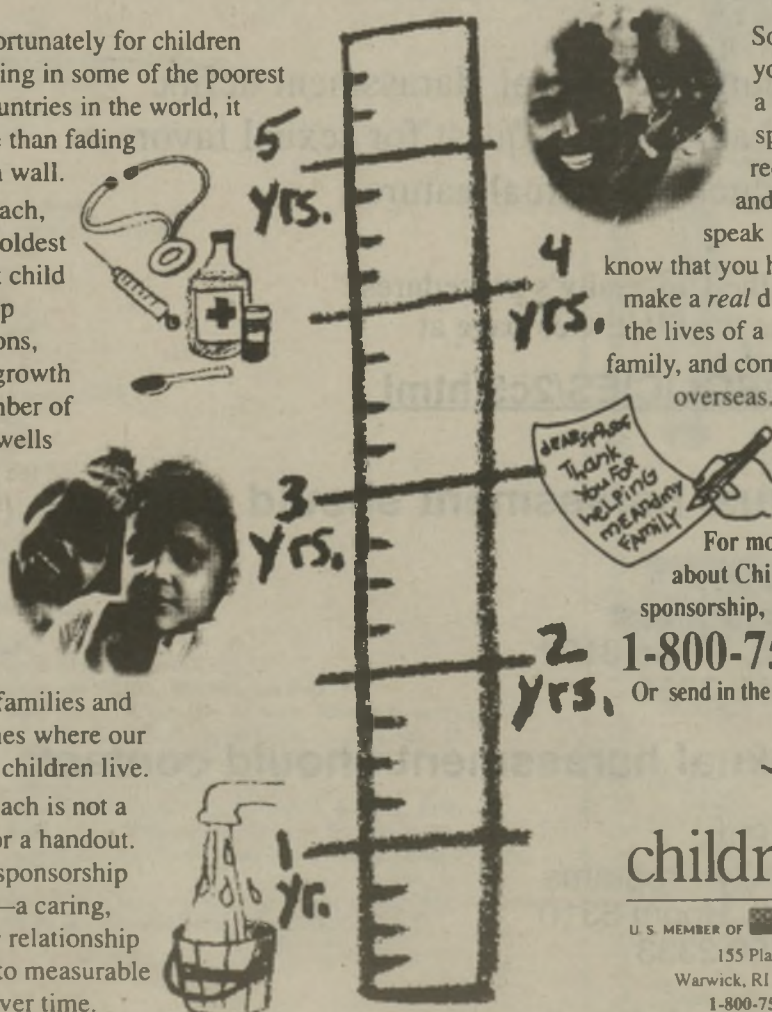 ortunately for children
ing in some of the poorest
untries in the world, it
e than fading
wall.
ach,
oldest
child
p
ons,
growth
nber of
wells
families and
nes where our
children live.
ach is not a
or a handout.
sponsorship
—a caring,
relationship
to measurable
ver time.
5
yrs.
4
yrs.
3
yrs.
2
yrs.
1
yr.
So
yo
a
sp
re
and
speak
know that you h
make a real d
the lives of a
family, and con
overseas.
DEAR SPONSOR
Thank
You FOR
HELPING
ME AND MY
FAMILY
For mo
about Chi
sponsorship,
1-800-75
Or send in the
childr
U.S. MEMBER OF
155 Pla
Warwick, RI
1-800-75